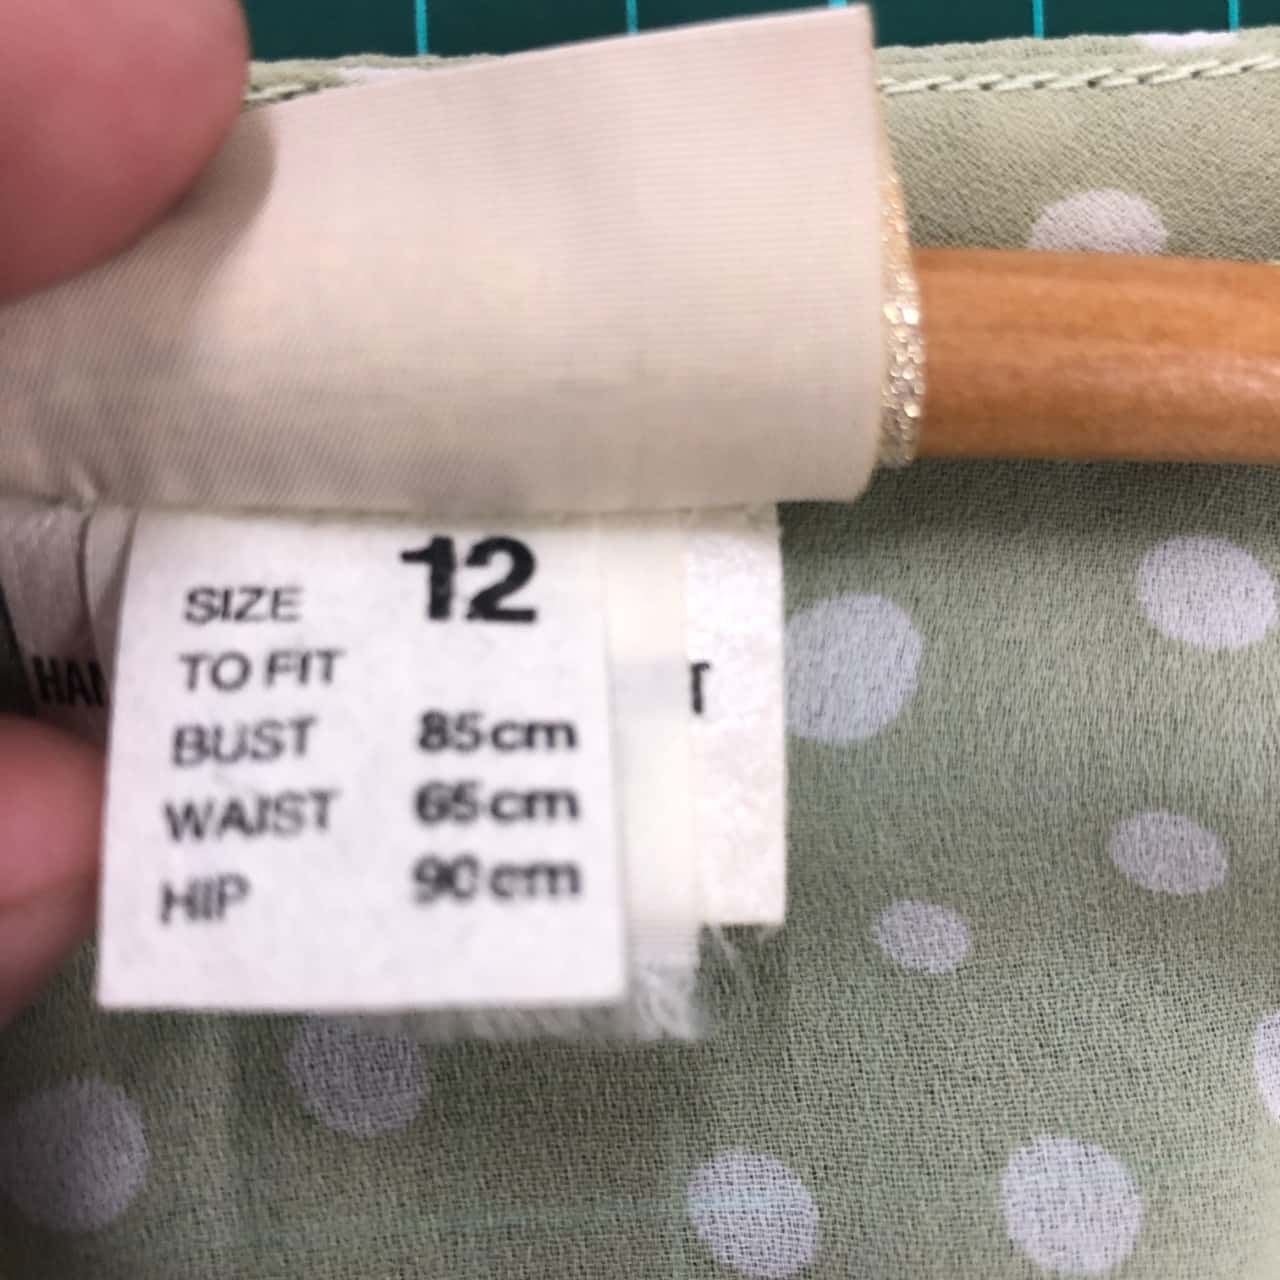 SIZE 12
TO FIT
BUST 85cm
WAIST 65cm
HIP 90cm